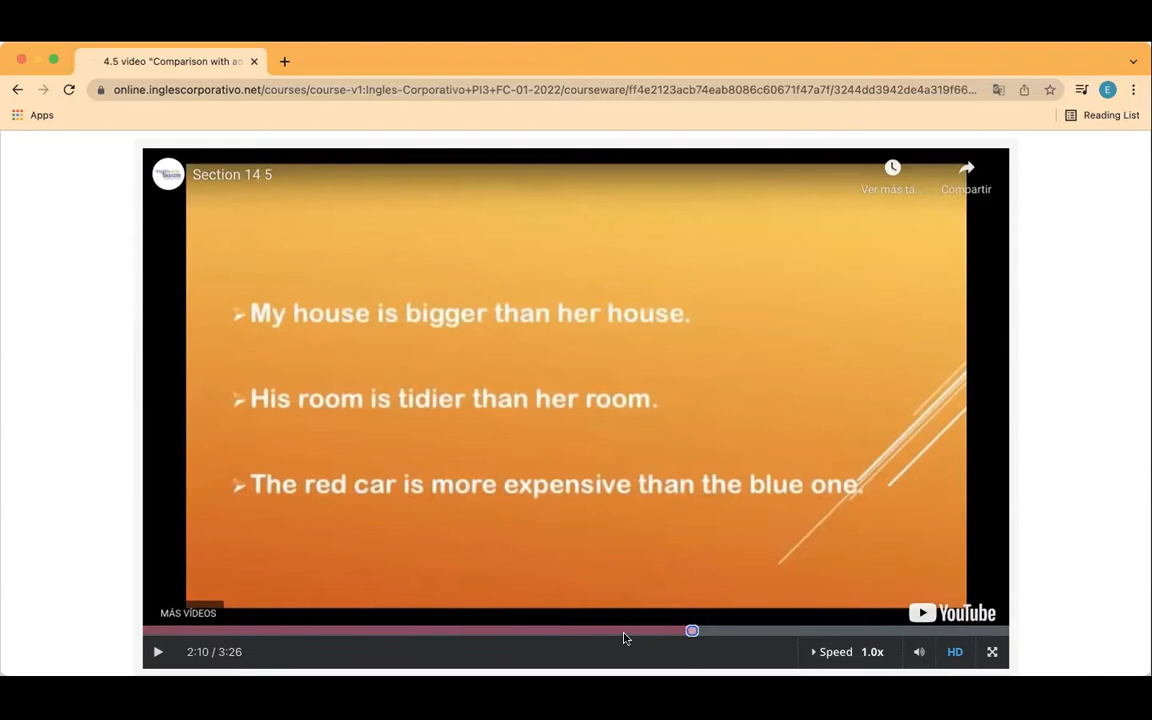 4.5 video "Comparison with ac
online.inglescorporativo.net/courses/course-v1:Ingles-Corporativo+PI3+FC-01-2022/courseware/ff4e2123acb74eab8086c60671f47a7f/3244dd3942de4a319f66...
E
Apps
Reading List
Section 14 5
Ver más ta...
Compartir
My house is bigger than her house.
His room is tidier than her room.
The red car is more expensive than the blue one.
MÁS VÍDEOS
YouTube
2:10 / 3:26
Speed 1.0x
HD